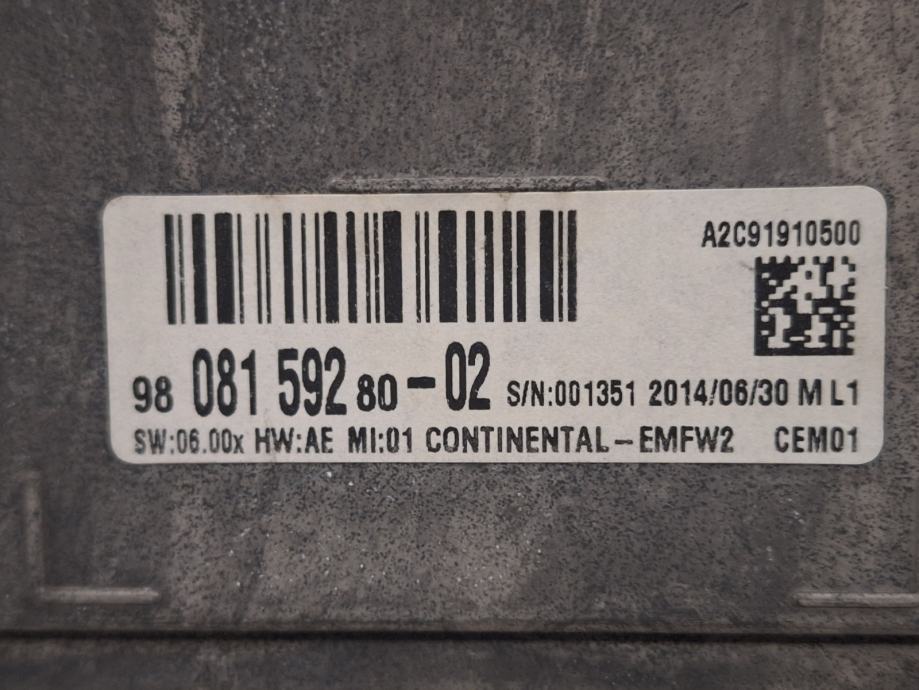 A2C91910500
98 081 592 80-02 S/N:001351 2014/06/30 M L1
SW:06.00x HW:AE MI:01 CONTINENTAL-EMFW2 CEM01